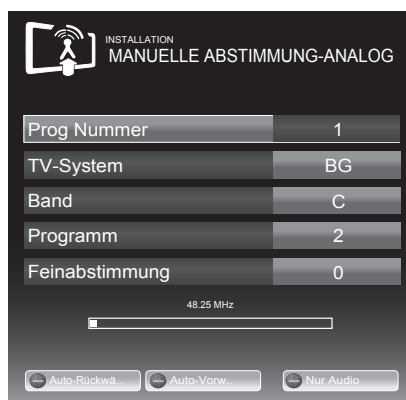 INSTALLATION
MANUELLE ABSTIMMUNG-ANALOG
Prog Nummer 1
TV-System BG
Band C
Programm 2
Feinabstimmung 0
48.25 MHz
Auto-Rückwä.. Auto-Vorw.. Nur Audio